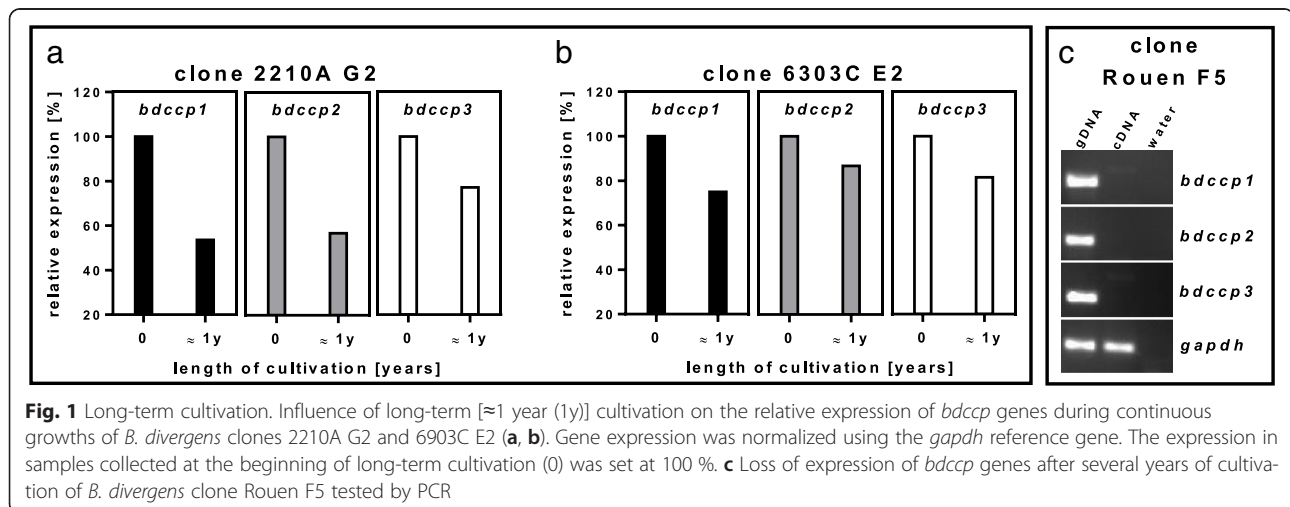 a
clone 2210A G2
relative expression [%]
120
100
80
60
40
20
bdccp1
bdccp2
bdccp3
0
≈ 1y
0
≈ 1y
0
≈ 1y
length of cultivation [years]
b
clone 6303C E2
relative expression [%]
120
100
80
60
40
20
bdccp1
bdccp2
bdccp3
0
≈ 1y
0
≈ 1y
0
≈ 1y
length of cultivation [years]
c
clone
Rouen F5
gDNA
cDNA
water
bdccp1
bdccp2
bdccp3
gapdh
Fig. 1 Long-term cultivation. Influence of long-term [≈1 year (1y)] cultivation on the relative expression of bdccp genes during continuous
growths of B. divergens clones 2210A G2 and 6903C E2 (a, b). Gene expression was normalized using the gapdh reference gene. The expression in
samples collected at the beginning of long-term cultivation (0) was set at 100 %. c Loss of expression of bdccp genes after several years of cultiva-
tion of B. divergens clone Rouen F5 tested by PCR